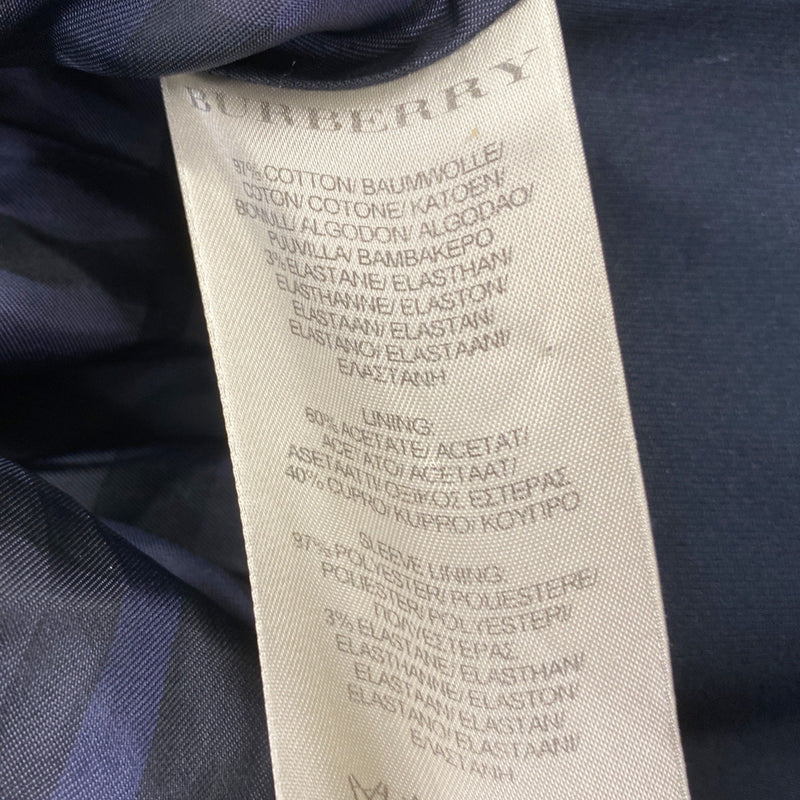 BURBERRY
97% COTTON/ BAUMWOLLE/
COTON/ COTONE/ KATOEN/
BOMULL/ ALGODON/ ALGODAO/
PUUVILLA/ BAMBAKEPO
3% ELASTANE/ ELASTHAN/
ELASTHANNE/ ELASTON/
ELASTAAN/ ELASTAN/
ELASTANO/ ELASTAANI/
ΕΛΑΣΤΑΝΗ
LINING:
60% ACETATE/ ACETAT/
ACETATO/ ACETAAT/
ASETAATTI/ ΟΞΙΚΟΣ ΕΣΤΕΡΑΣ
40% CUPRO/ KUPRO/ ΚΟΥΠΡΟ
SLEEVE LINING:
97% POLYESTER/ POLIESTERE/
POLIESTER/ POLYESTERI/
ΠΟΛΥΕΣΤΕΡΑΣ
3% ELASTANE/ ELASTHAN/
ELASTHANNE/ ELASTON/
ELASTAAN/ ELASTAN/
ELASTANO/ ELASTAANI/
ΕΛΑΣΤΑΝΗ